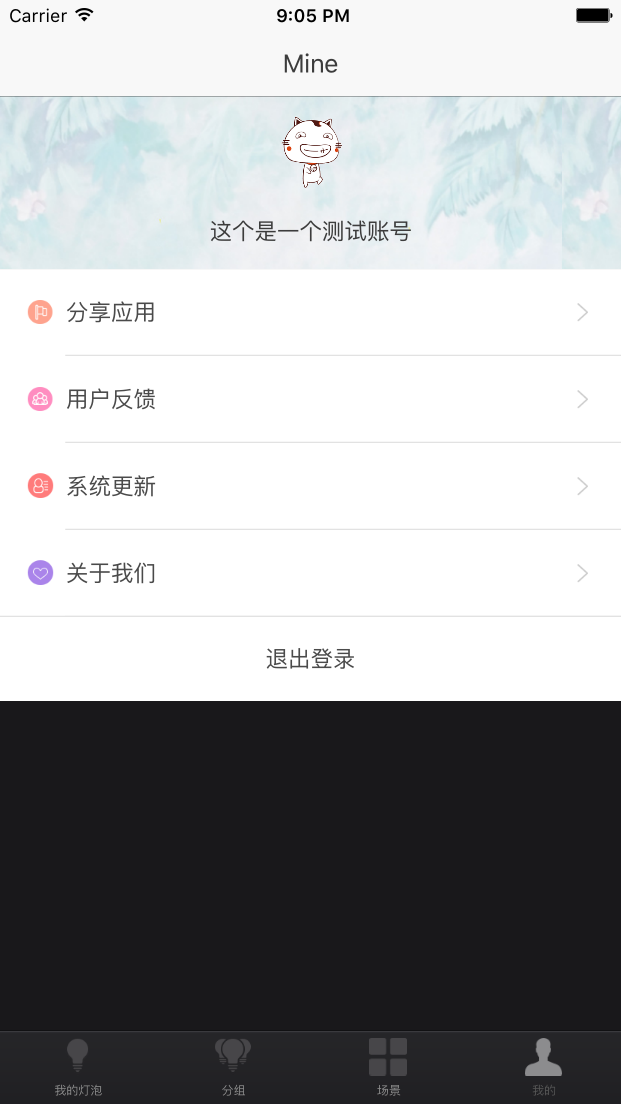 Carrier
9:05 PM
Mine
这个是一个测试账号
分享应用
用户反馈
系统更新
关于我们
退出登录
我的灯泡
分组
场景
我的